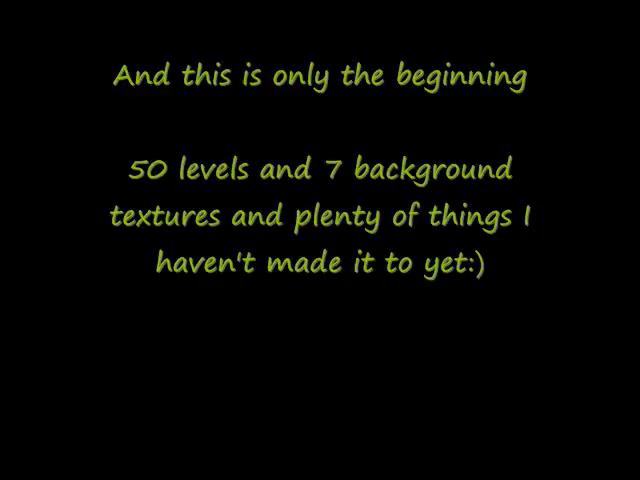 And this is only the beginning
50 levels and 7 background
textures and plenty of things I
haven't made it to yet:)